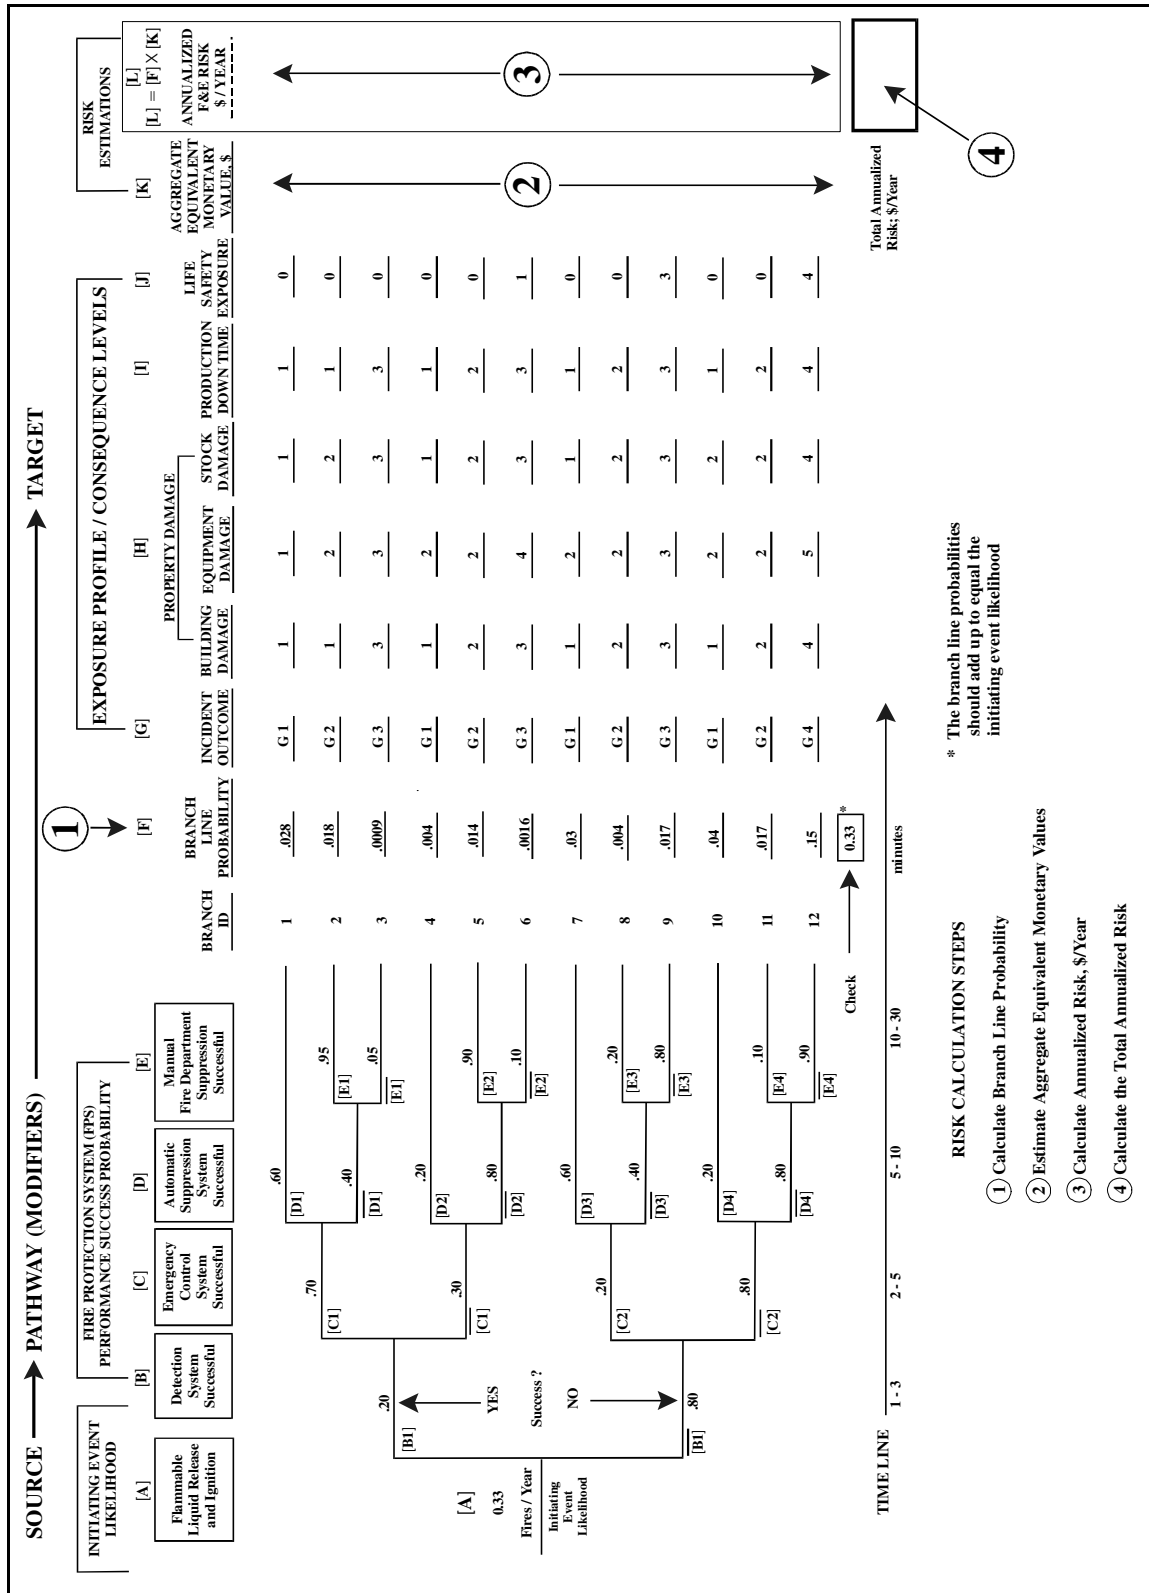 SOURCE PATHWAY (MODIFIERS) TARGET
INITIATING EVENT
LIKELIHOOD
FIRE PROTECTION SYSTEM (FPS)
PERFORMANCE SUCCESS PROBABILITY
1
EXPOSURE PROFILE / CONSEQUENCE LEVELS
RISK
ESTIMATIONS
[A] [B] [C] [D] [E] [F] [G] [H] [I] [J] [K] [L]
[L] = [F] X [K]
Flammable
Liquid Release
and Ignition
Detection
System
Successful
Emergency
Control
System
Successful
Automatic
Suppression
System
Successful
Manual
Fire Department
Suppression
Successful
BRANCH
ID
BRANCH
LINE
PROBABILITY
INCIDENT
OUTCOME
PROPERTY DAMAGE
BUILDING
DAMAGE
EQUIPMENT
DAMAGE
STOCK
DAMAGE
PRODUCTION
DOWN TIME
LIFE
SAFETY
EXPOSURE
AGGREGATE
EQUIVALENT
MONETARY
VALUE, $
ANNUALIZED
F&E RISK
$ / YEAR
[A]
0.33
Fires / Year
Initiating
Event
Likelihood
[B1] .20
YES
Success ?
NO
[B1] .80
[C1] .70
[C1] .30
[C2] .20
[C2] .80
[D1] .60
[D1] .40
[D2] .20
[D2] .80
[D3] .60
[D3] .40
[D4] .20
[D4] .80
[E1] .95
[E1] .05
[E2] .90
[E2] .10
[E3] .20
[E3] .80
[E4] .10
[E4] .90
1 .028 G 1 1 1 1 1 0
2 .018 G 2 1 2 2 1 0
3 .0009 G 3 3 3 3 3 0
4 .004 G 1 1 2 1 1 0
5 .014 G 2 2 2 2 2 0
6 .0016 G 3 3 4 3 3 1
7 .03 G 1 1 2 1 1 0
8 .004 G 2 2 2 2 2 0
9 .017 G 3 3 3 3 3 3
10 .04 G 1 1 2 2 1 0
11 .017 G 2 2 2 2 2 0
12 .15 G 4 4 5 4 4 4
2
3
Check 0.33 *
Total Annualized
Risk; $/Year
4
TIME LINE 1 - 3 2 - 5 5 - 10 10 - 30 minutes
* The branch line probabilities
should add up to equal the
initiating event likelihood
RISK CALCULATION STEPS
1 Calculate Branch Line Probability
2 Estimate Aggregate Equivalent Monetary Values
3 Calculate Annualized Risk, $/Year
4 Calculate the Total Annualized Risk